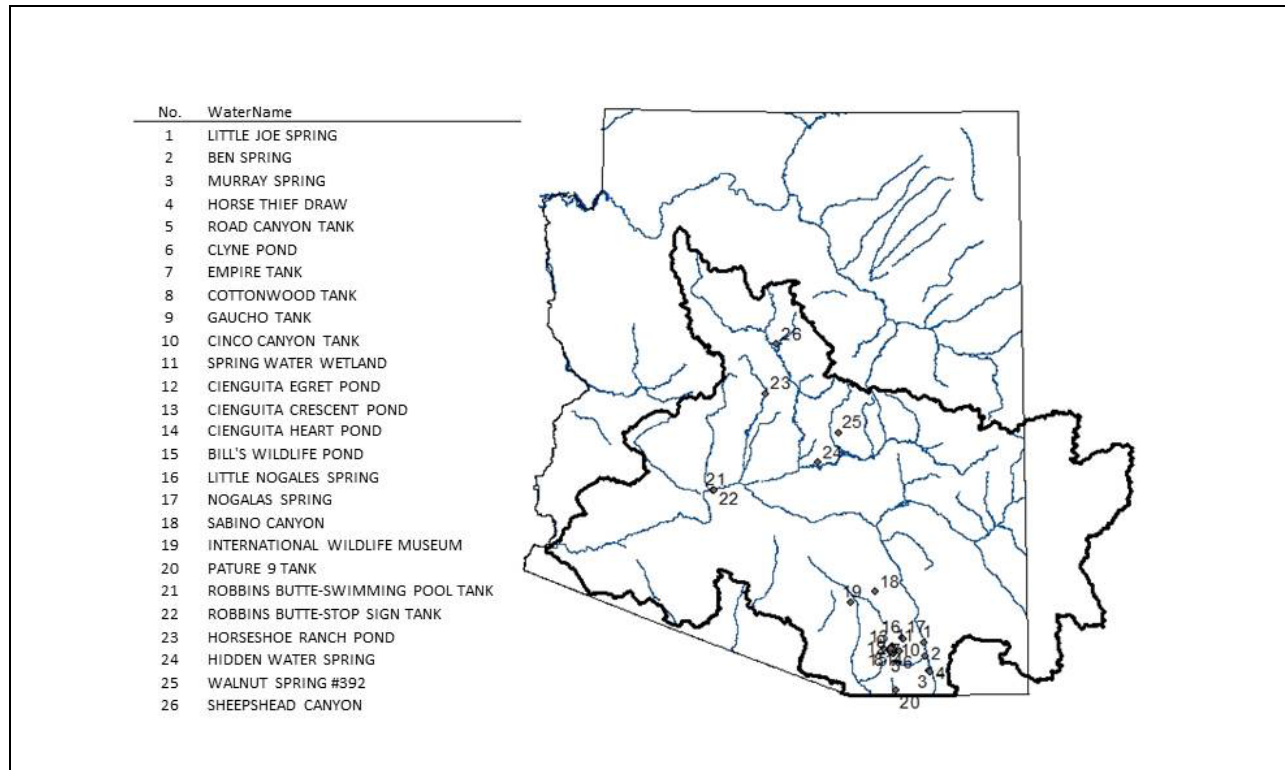 No. WaterName
1 LITTLE JOE SPRING
2 BEN SPRING
3 MURRAY SPRING
4 HORSE THIEF DRAW
5 ROAD CANYON TANK
6 CLYNE POND
7 EMPIRE TANK
8 COTTONWOOD TANK
9 GAUCHO TANK
10 CINCO CANYON TANK
11 SPRING WATER WETLAND
12 CIENGUITA EGRET POND
13 CIENGUITA CRESCENT POND
14 CIENGUITA HEART POND
15 BILL'S WILDLIFE POND
16 LITTLE NOGALES SPRING
17 NOGALAS SPRING
18 SABINO CANYON
19 INTERNATIONAL WILDLIFE MUSEUM
20 PATURE 9 TANK
21 ROBBINS BUTTE-SWIMMING POOL TANK
22 ROBBINS BUTTE-STOP SIGN TANK
23 HORSESHOE RANCH POND
24 HIDDEN WATER SPRING
25 WALNUT SPRING #392
26 SHEEPSHEAD CANYON
26
23
25
24
21
22
18
19
16 17 1
10 2
6
4
3
20